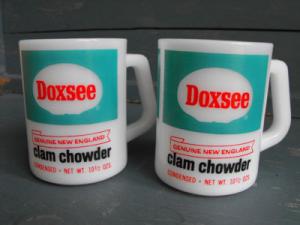 Doxsee
GENUINE NEW ENGLAND
clam chowder
CONDENSED • NET WT. 10½ OZS.
Doxsee
GENUINE NEW ENGLAND
clam chowder
CONDENSED • NET WT. 10½ OZS.